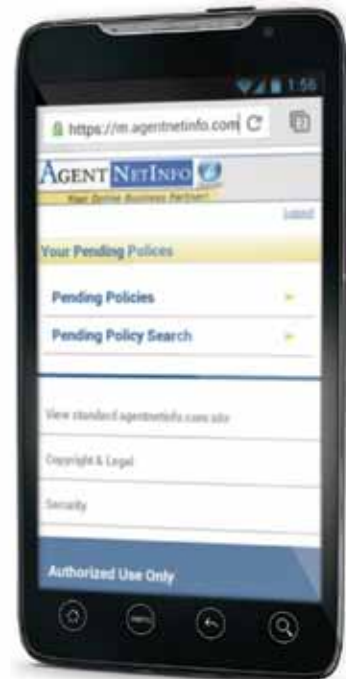 1:56
https://m.agentnetinfo.com
AGENT NETINFO
Your Online Business Partner!
Logout
Your Pending Polices
Pending Policies
Pending Policy Search
View standard agentnetinfo.com site
Copyright & Legal
Security
Authorized Use Only
MENU